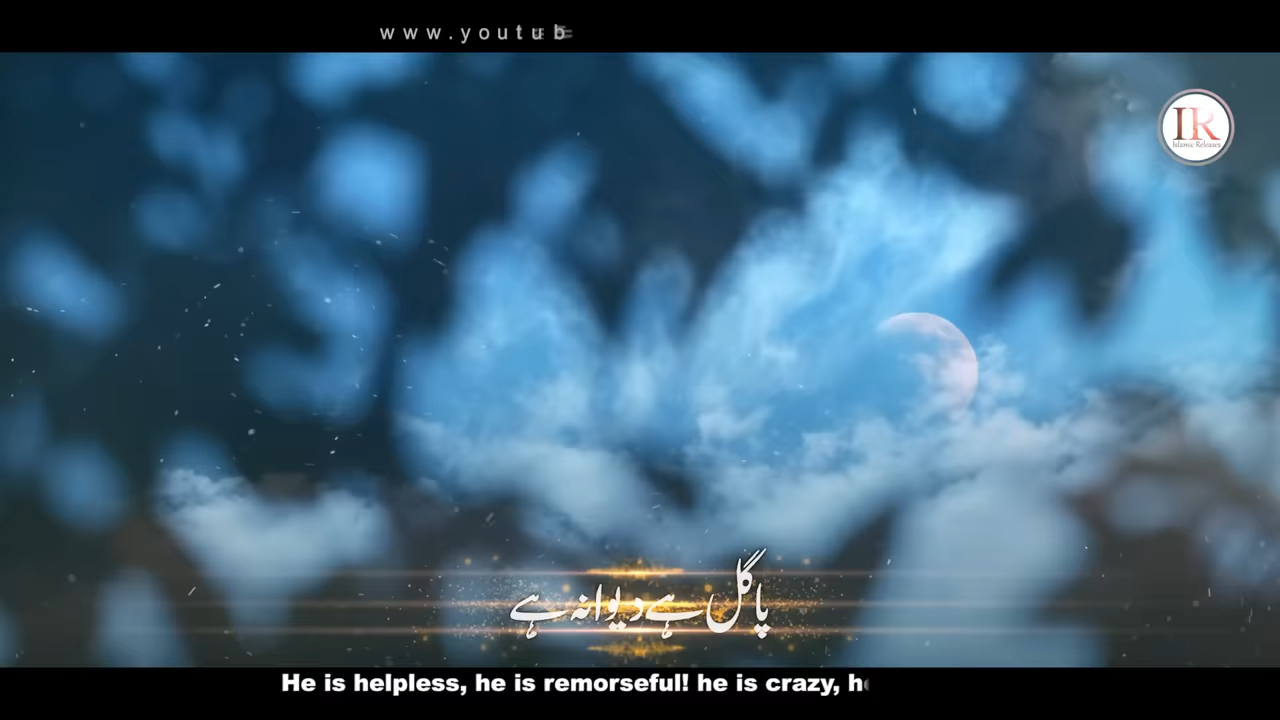 www.youtub
IR
Islamic Releases
پاگل ہے دیوانہ ہے
He is helpless, he is remorseful! he is crazy, h